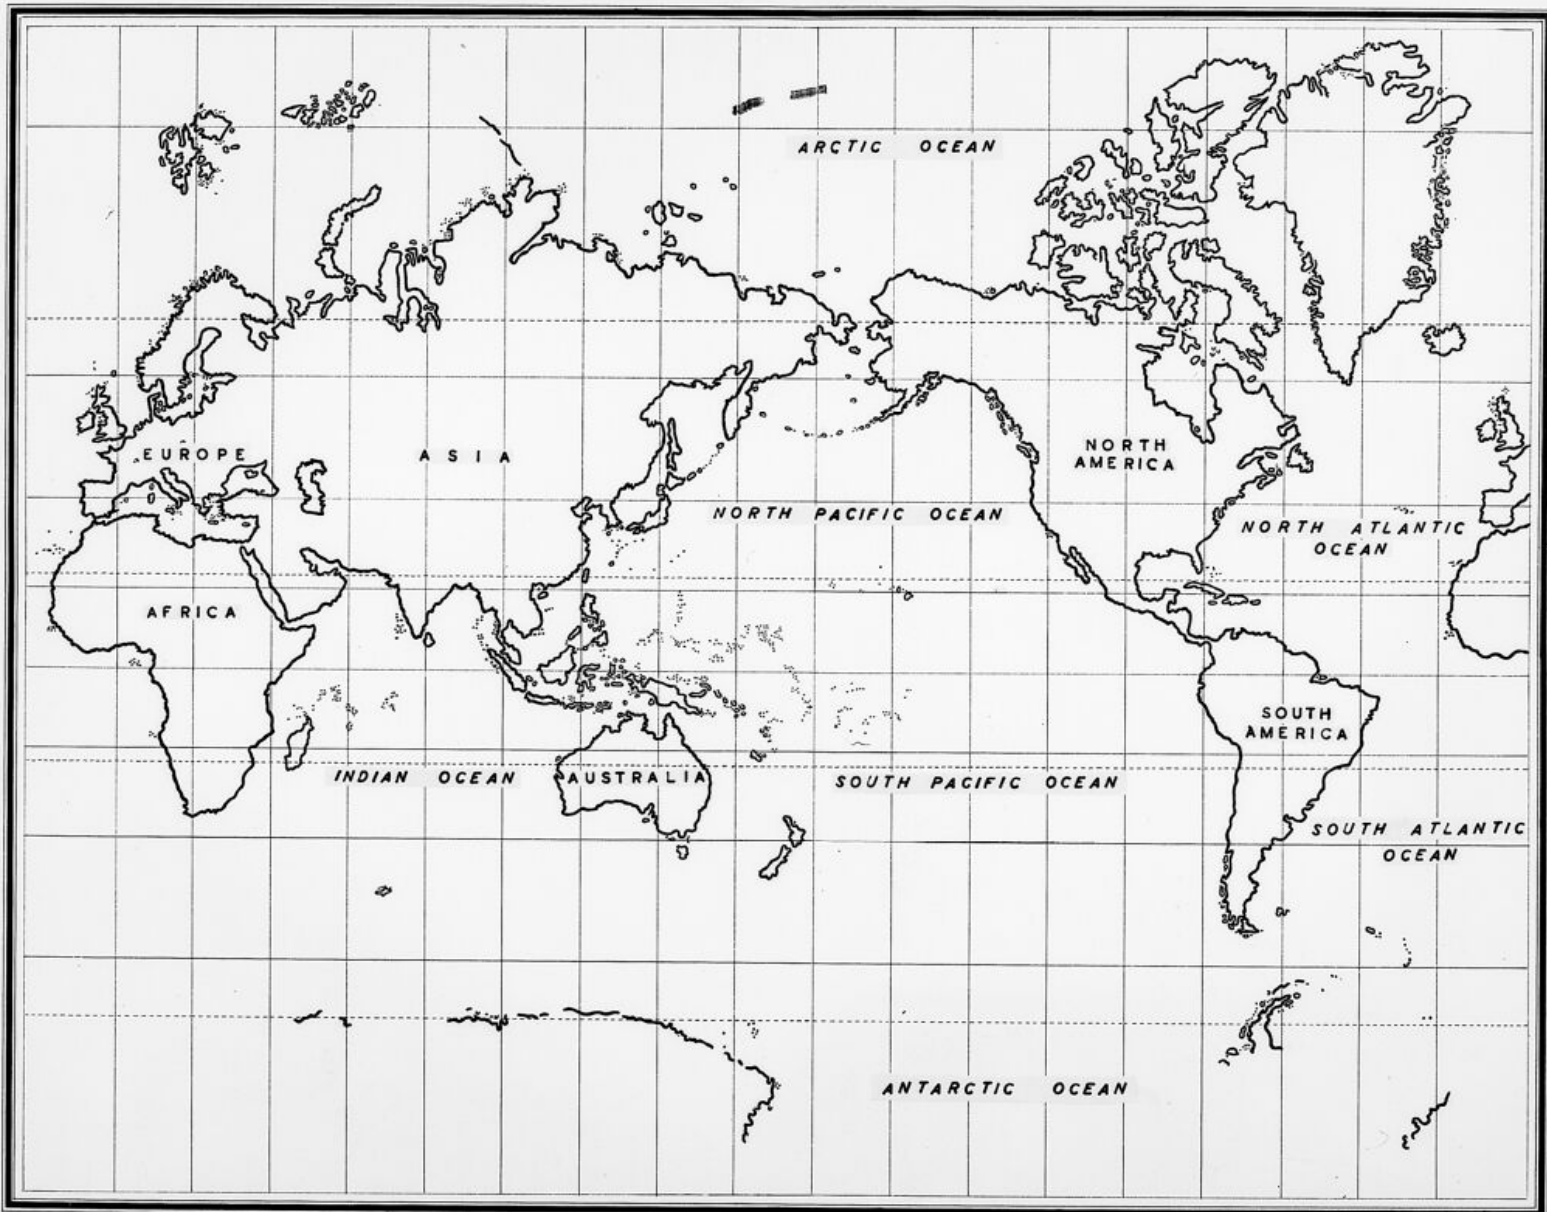 ARCTIC OCEAN
EUROPE
ASIA
NORTH
AMERICA
NORTH PACIFIC OCEAN
NORTH ATLANTIC
OCEAN
AFRICA
SOUTH
AMERICA
INDIAN OCEAN
AUSTRALIA
SOUTH PACIFIC OCEAN
SOUTH ATLANTIC
OCEAN
ANTARCTIC OCEAN